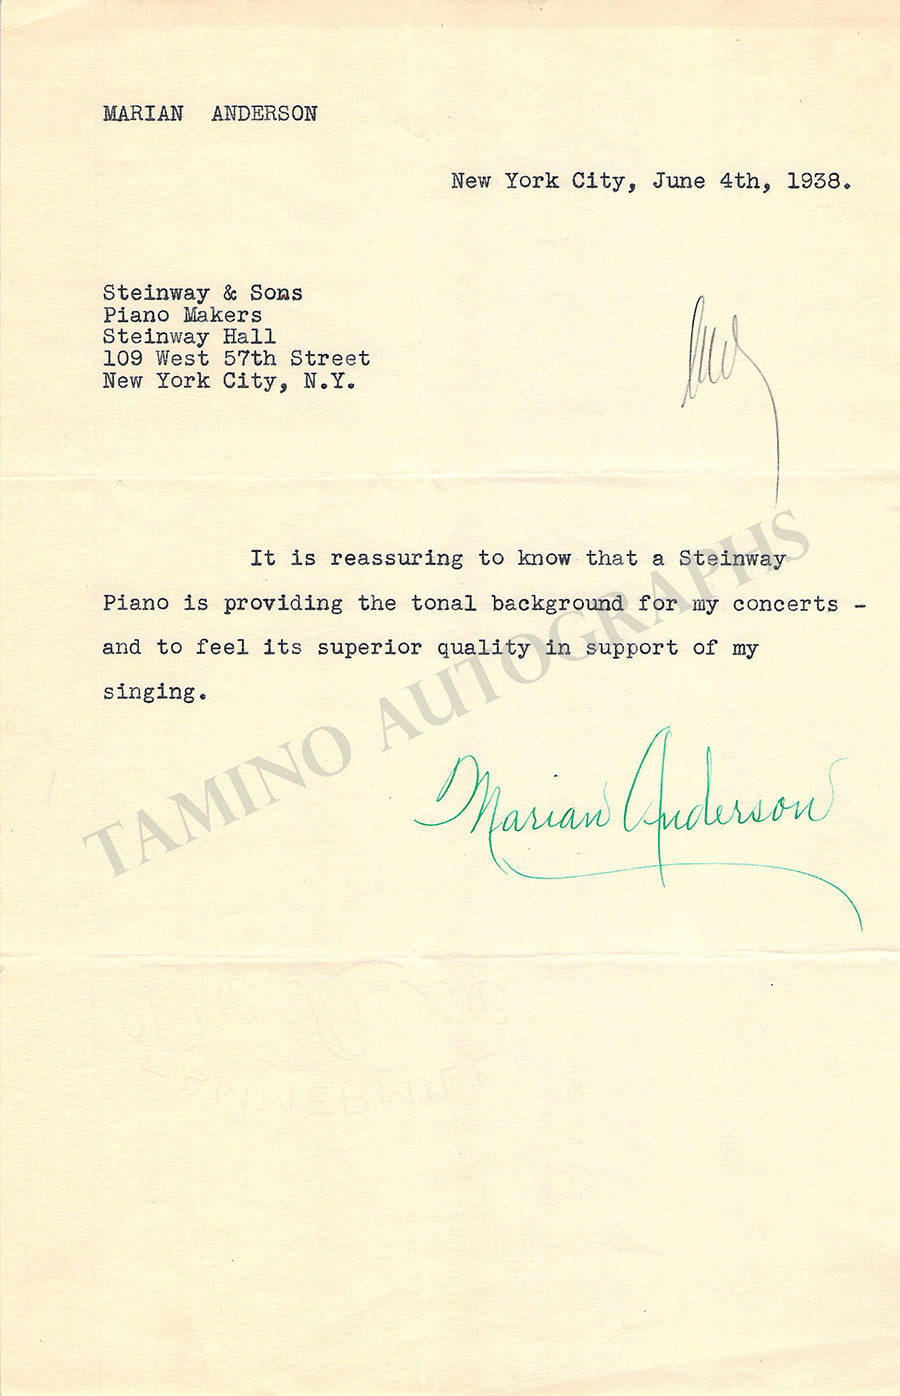 MARIAN ANDERSON
New York City, June 4th, 1938.
Steinway & Sons
Piano Makers
Steinway Hall
109 West 57th Street
New York City, N.Y.
It is reassuring to know that a Steinway
Piano is providing the tonal background for my concerts -
and to feel its superior quality in support of my
singing.
TAMINO AUTOGRAPHS
Marian Anderson